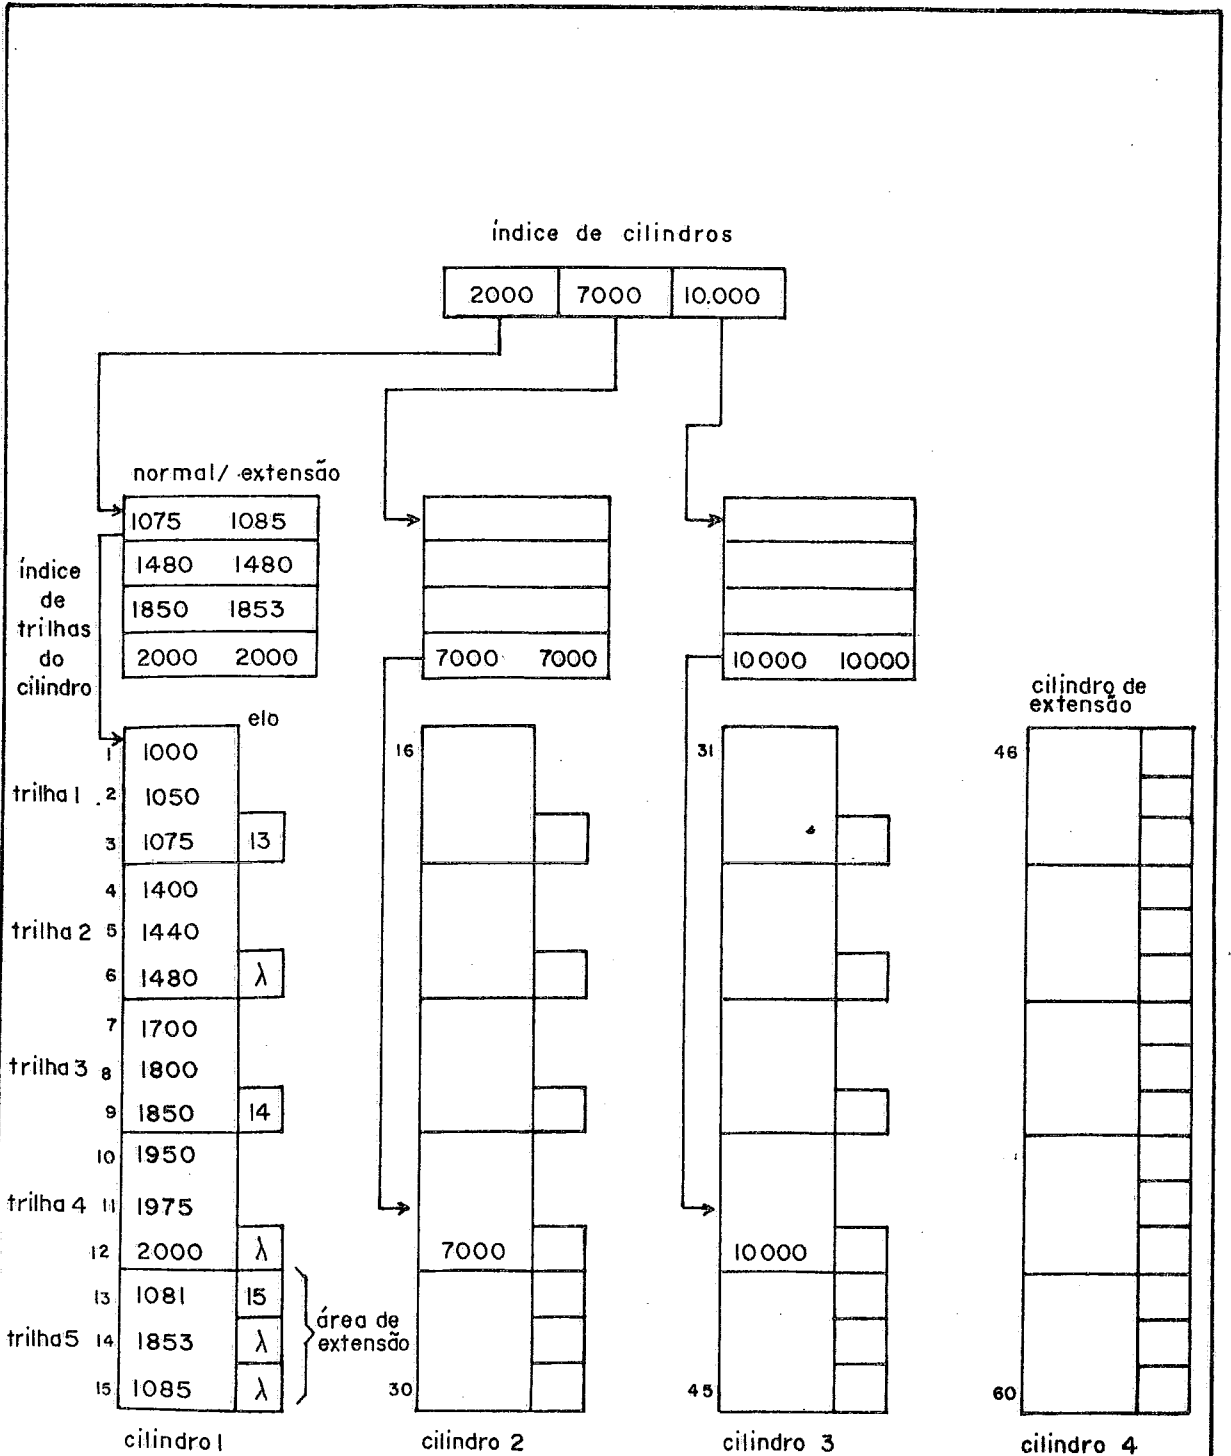 índice de cilindros
2000 7000 10.000
normal/ extensão
1075 1085
1480 1480
1850 1853
2000 2000
índice
de
trilhas
do
cilindro
7000 7000
10000 10000
cilindro de
extensão
elo
1 1000
trilha 1 2 1050
3 1075 13
4 1400
trilha 2 5 1440
6 1480 λ
7 1700
trilha 3 8 1800
9 1850 14
10 1950
trilha 4 11 1975
12 2000 λ
13 1081 15
trilha 5 14 1853 λ
15 1085 λ
área de
extensão
16
7000
30
31
10000
45
46
60
cilindro 1
cilindro 2
cilindro 3
cilindro 4